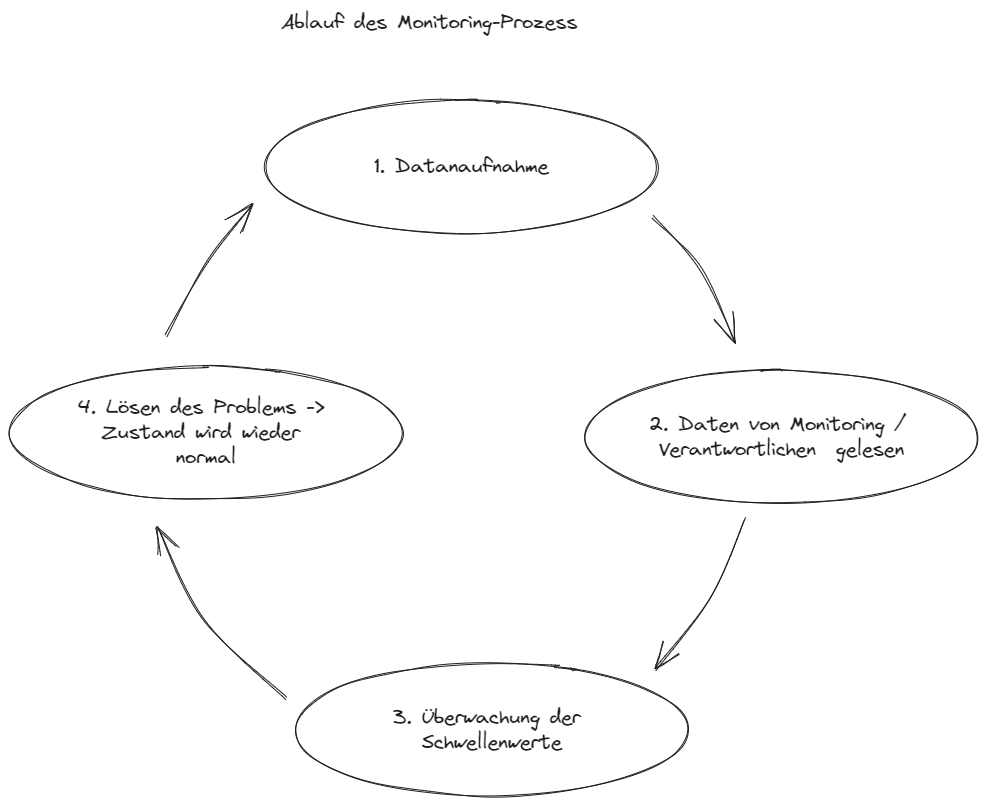 Ablauf des Monitoring-Prozess
1. Datanaufnahme
2. Daten von Monitoring /
Verantwortlichen gelesen
3. Überwachung der
Schwellenwerte
4. Lösen des Problems ->
Zustand wird wieder
normal